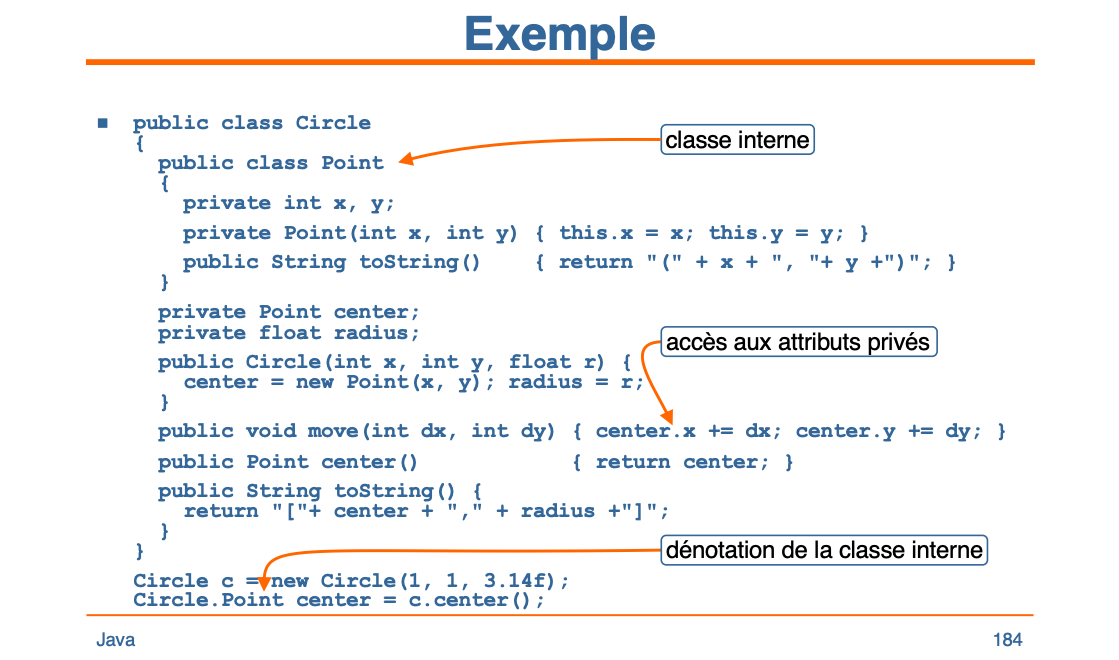 Exemple
■ public class Circle
{
public class Point
classe interne
{
private int x, y;
private Point(int x, int y) { this.x = x; this.y = y; }
public String toString() { return "(" + x + ", "+ y +")"; }
}
private Point center;
private float radius;
accès aux attributs privés
public Circle(int x, int y, float r) {
center = new Point(x, y); radius = r;
}
public void move(int dx, int dy) { center.x += dx; center.y += dy; }
public Point center() { return center; }
public String toString() {
return "["+ center + "," + radius +"]";
}
}
dénotation de la classe interne
Circle c = new Circle(1, 1, 3.14f);
Circle.Point center = c.center();
Java 184